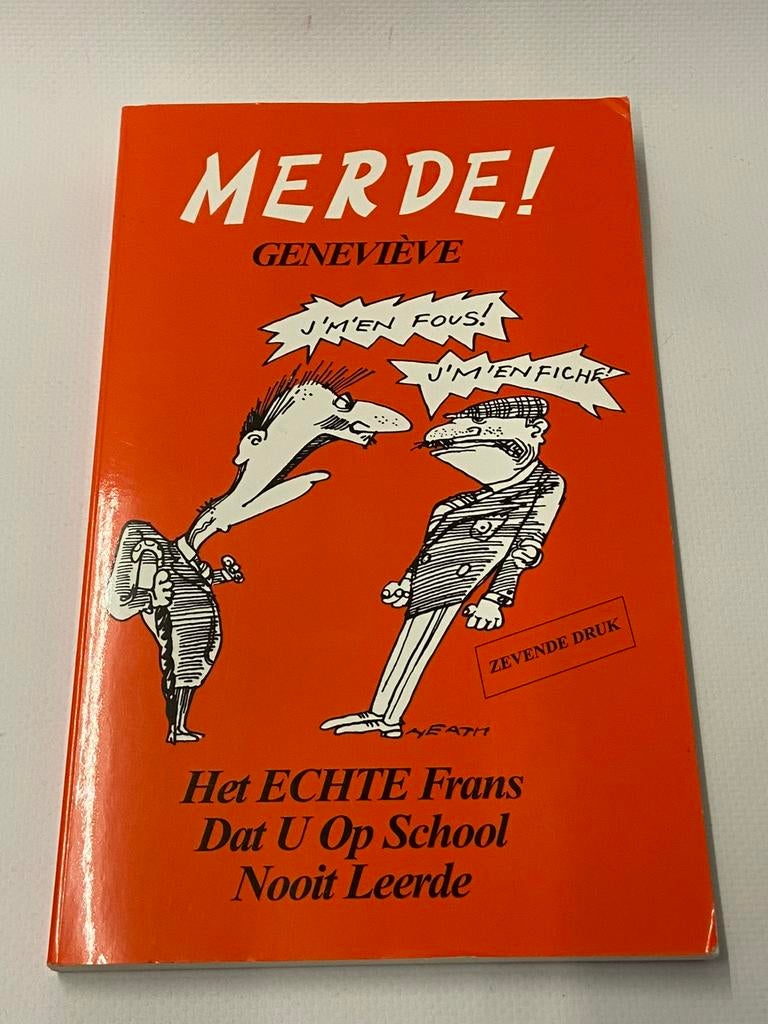 MERDE!
GENEVIÈVE
J'M'EN FOUS!
J'M'EN FICHE!
ZEVENDE DRUK
HEATH
Het ECHTE Frans
Dat U Op School
Nooit Leerde